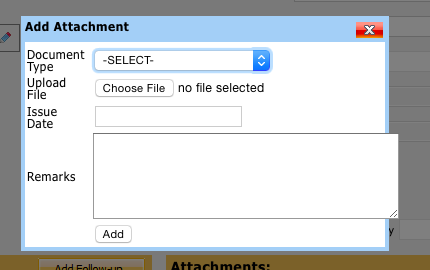 Add Attachment
Document
Type
-SELECT-
Upload
File
Choose File no file selected
Issue
Date
Remarks
Add
Add Follow-up
Attachments: